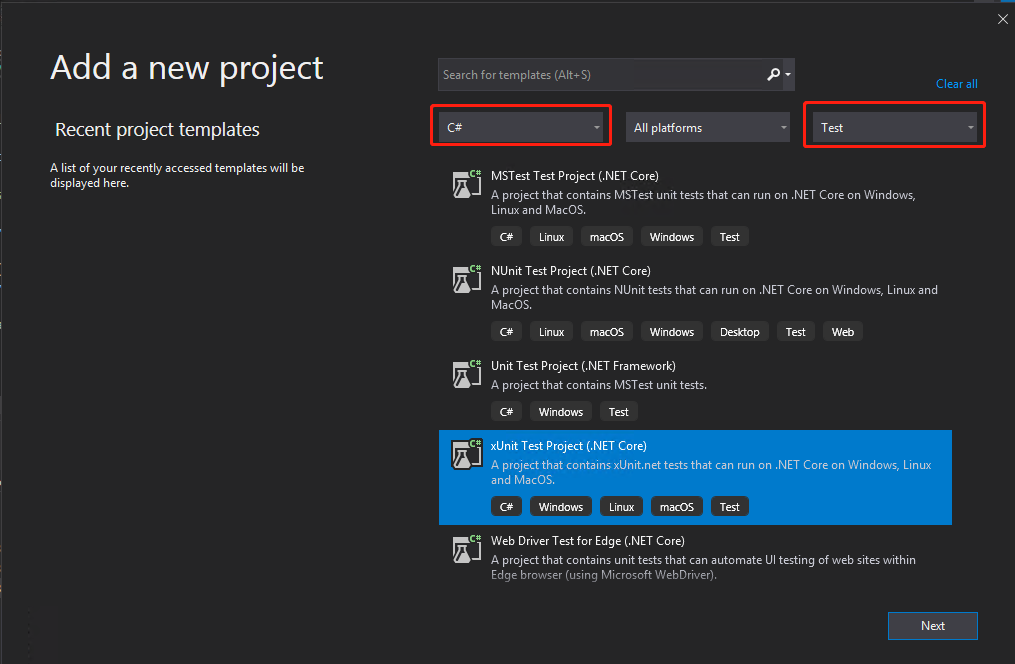 Add a new project
Search for templates (Alt+S)
Clear all
Recent project templates
A list of your recently accessed templates will be
displayed here.
C#
All platforms
Test
C#
MSTest Test Project (.NET Core)
A project that contains MSTest unit tests that can run on .NET Core on Windows,
Linux and MacOS.
C# Linux macOS Windows Test
C#
NUnit Test Project (.NET Core)
A project that contains NUnit tests that can run on .NET Core on Windows, Linux and
MacOS.
C# Linux macOS Windows Desktop Test Web
C#
Unit Test Project (.NET Framework)
A project that contains MSTest unit tests.
C# Windows Test
C#
xUnit Test Project (.NET Core)
A project that contains xUnit.net tests that can run on .NET Core on Windows, Linux
and MacOS.
C# Windows Linux macOS Test
C#
Web Driver Test for Edge (.NET Core)
A project that contains unit tests that can automate UI testing of web sites within
Edge browser (using Microsoft WebDriver).
Next